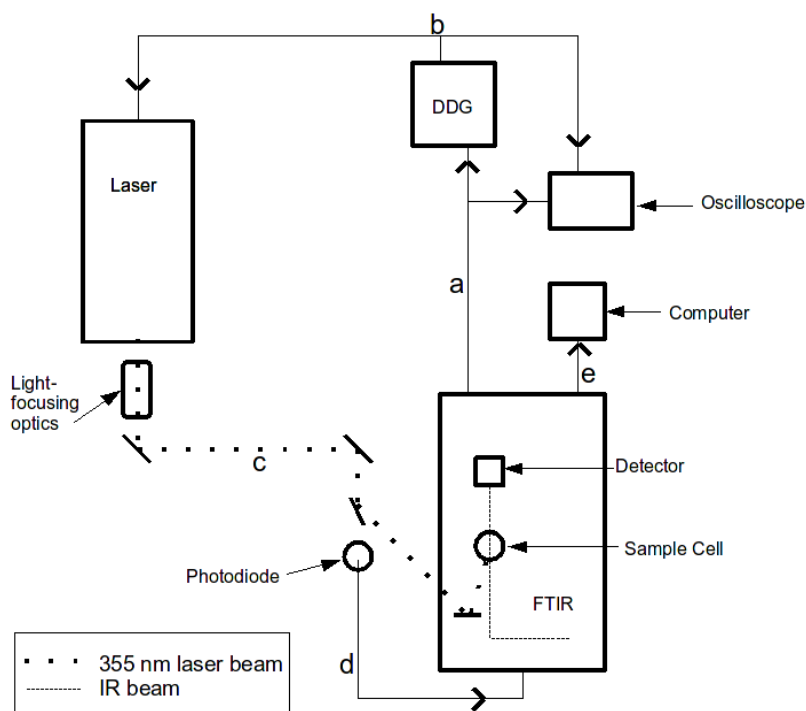 b
DDG
Laser
Oscilloscope
a
Computer
e
Light-
focusing
optics
c
Detector
Sample Cell
Photodiode
FTIR
d
355 nm laser beam
IR beam